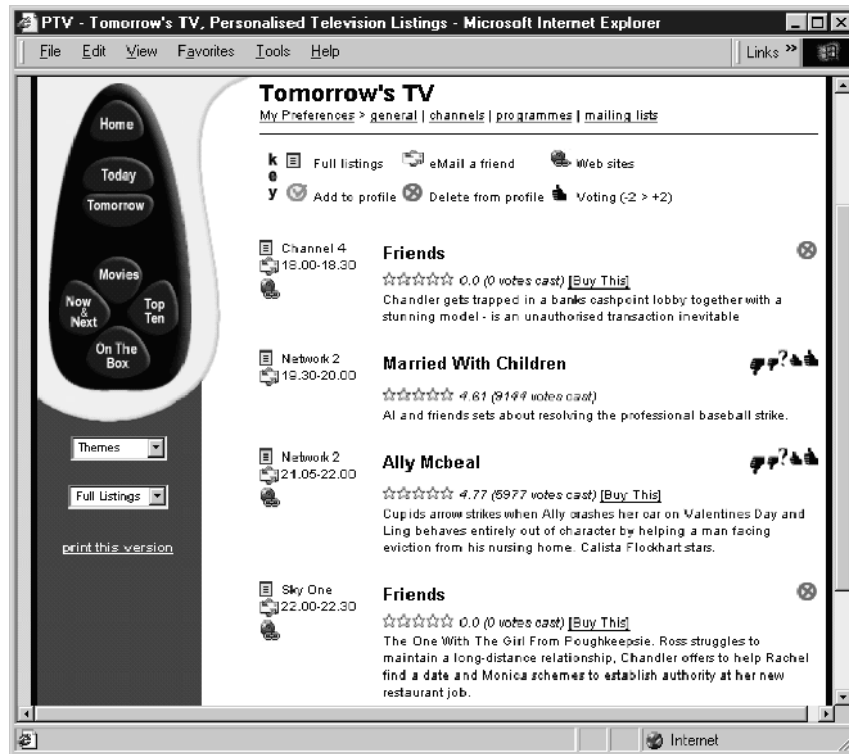 PTV - Tomorrow's TV, Personalised Television Listings - Microsoft Internet Explorer
File Edit View Favorites Tools Help Links »
Home
Today
Tomorrow
Movies
Now & Next
Top Ten
On The Box
Themes
Full Listings
print this version
Tomorrow's TV
My Preferences > general | channels | programmes | mailing lists
key
Full listings eMail a friend Web sites
Add to profile Delete from profile Voting (-2 > +2)
Channel 4
18.00-18.30
Friends
0.0 (0 votes cast) [Buy This]
Chandler gets trapped in a banks cashpoint lobby together with a
stunning model - is an unauthorised transaction inevitable
Network 2
19.30-20.00
Married With Children
4.61 (9144 votes cast)
Al and friends sets about resolving the professional baseball strike.
Network 2
21.05-22.00
Ally Mcbeal
4.77 (5977 votes cast) [Buy This]
Cupids arrow strikes when Ally crashes her car on Valentines Day and
Ling behaves entirely out of character by helping a man facing
eviction from his nursing home. Calista Flockhart stars.
Sky One
22.00-22.30
Friends
0.0 (0 votes cast) [Buy This]
The One With The Girl From Poughkeepsie. Ross struggles to
maintain a long-distance relationship, Chandler offers to help Rachel
find a date and Monica schemes to establish authority at her new
restaurant job.
Internet